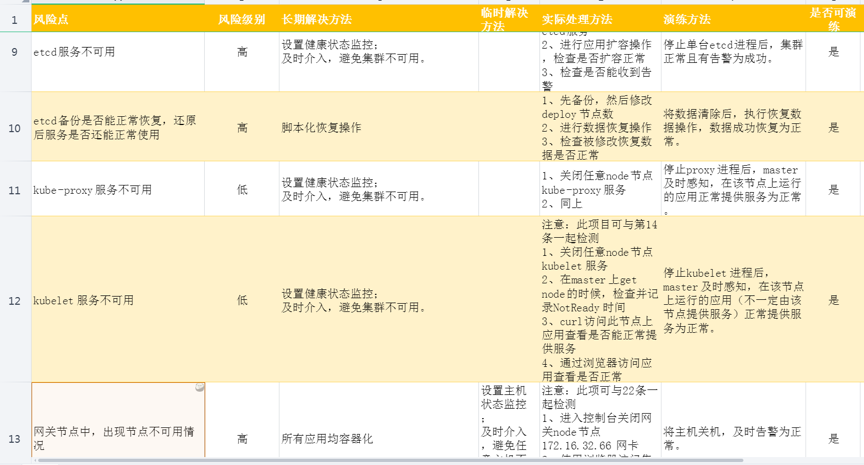 1 风险点 风险级别 长期解决方法 临时解决方法 实际处理方法 演练方法 是否可演练
9 etcd服务不可用 高 设置健康状态监控;
及时介入，避免集群不可用。
etcd服务
2、进行应用扩容操作
，检查是否扩容正常
3、检查是否能收到告
警
停止单台etcd进程后，集群
正常且有告警为成功。
是
10 etcd备份是否能正常恢复，还原
后服务是否还能正常使用
高 脚本化恢复操作
1、先备份，然后修改
deploy节点数
2、进行数据恢复操作
3、检查被修改恢复数
据是否正常
将数据清除后，执行恢复数
据操作，数据成功恢复为正
常。
是
11 kube-proxy服务不可用 低 设置健康状态监控;
及时介入，避免集群不可用。
1、关闭任意node节点
kube-proxy服务
2、同上
停止proxy进程后，master
及时感知，在该节点上运行
的应用正常提供服务为正常
。
是
12 kubelet服务不可用 低 设置健康状态监控;
及时介入，避免集群不可用。
注意：此项目可与第14
条一起检测
1、关闭任意node节点
kubelet服务
2、在master上get
node的时候，检查并记
录NotReady时间
3、curl访问此节点上
应用查看是否能正常提
供服务
4、通过浏览器访问应
用查看是否正常
停止kubelet进程后，
master及时感知，在该节点
上运行的应用（不一定由该
节点提供服务）正常提供服
务为正常。
是
13 网关节点中，出现节点不可用情
况
高 所有应用均容器化
设置主机
状态监控
;
及时介入
，避免任
注意：此项可与22条一
起检测
1、进入控制台关闭网
关node节点
172.16.32.66 网卡
将主机关机，及时告警为正
常。
是